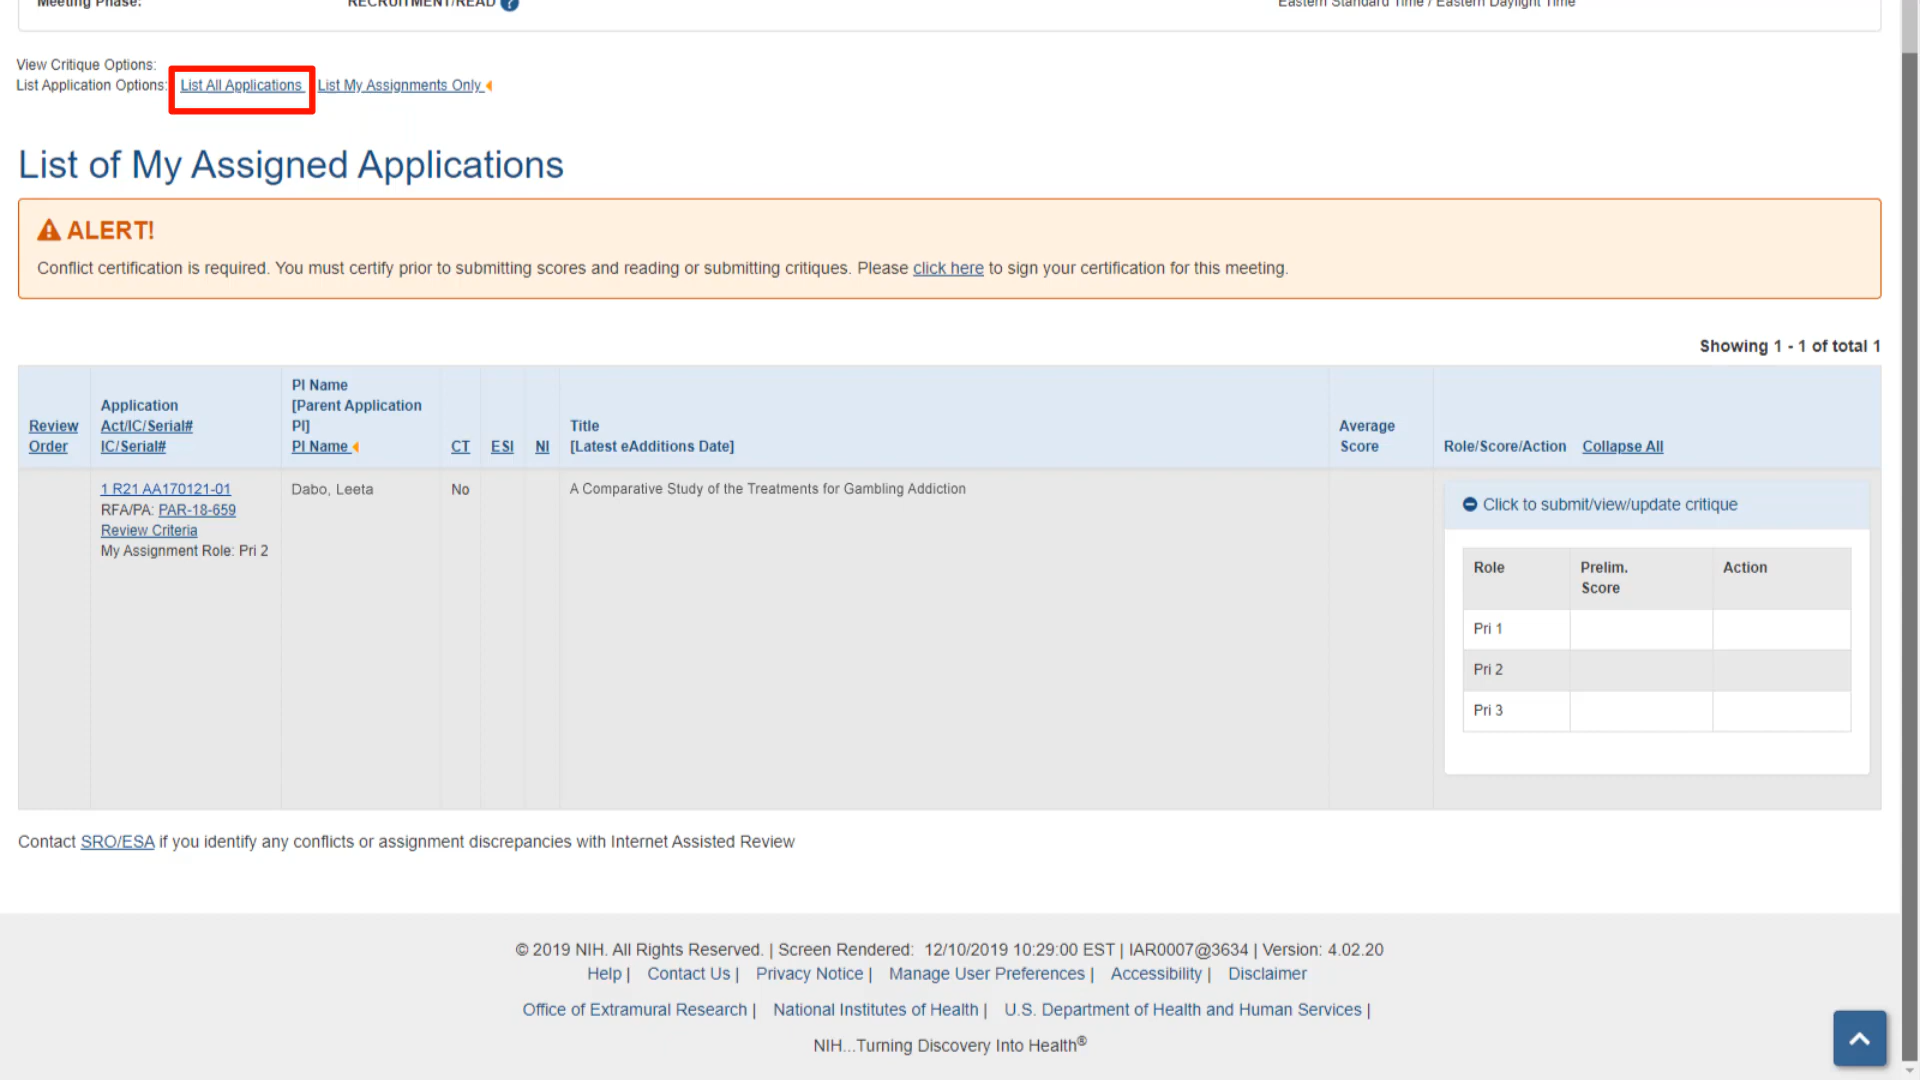 Meeting Phase: RECRUITMENT/READ ? Eastern Standard Time / Eastern Daylight Time
View Critique Options:
List Application Options: List All Applications List My Assignments Only
List of My Assigned Applications
ALERT!
Conflict certification is required. You must certify prior to submitting scores and reading or submitting critiques. Please click here to sign your certification for this meeting.
Showing 1 - 1 of total 1
Review
Order
Application
Act/IC/Serial#
IC/Serial#
PI Name
[Parent Application
PI]
PI Name
CT
ESI
NI
Title
[Latest eAdditions Date]
Average
Score
Role/Score/Action Collapse All
1 R21 AA170121-01
RFA/PA: PAR-18-659
Review Criteria
My Assignment Role: Pri 2
Dabo, Leeta
No
A Comparative Study of the Treatments for Gambling Addiction
Click to submit/view/update critique
Role
Prelim.
Score
Action
Pri 1
Pri 2
Pri 3
Contact SRO/ESA if you identify any conflicts or assignment discrepancies with Internet Assisted Review
© 2019 NIH. All Rights Reserved. | Screen Rendered: 12/10/2019 10:29:00 EST | IAR0007@3634 | Version: 4.02.20
Help | Contact Us | Privacy Notice | Manage User Preferences | Accessibility | Disclaimer
Office of Extramural Research | National Institutes of Health | U.S. Department of Health and Human Services |
NIH...Turning Discovery Into Health®